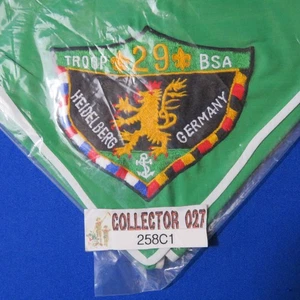 TROOP 29 BSA
HEIDELBERG GERMANY
COLLECTOR 027
258C1